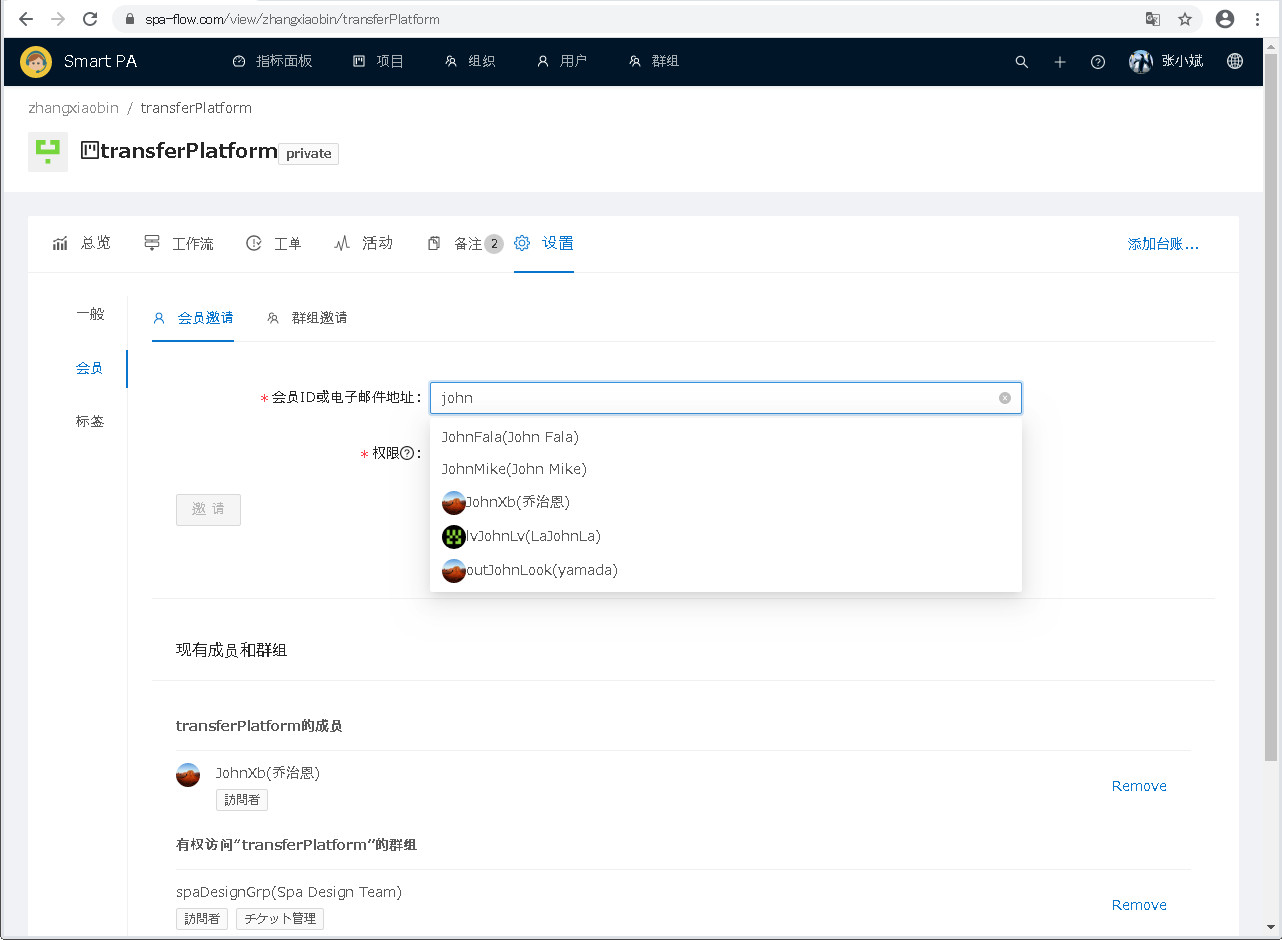 spa-flow.com/view/zhangxiaobin/transferPlatform
Smart PA 指标面板 项目 组织 用户 群组 张小斌
zhangxiaobin / transferPlatform
transferPlatform private
总览 工作流 工单 活动 备注 2 设置 添加台账...
一般
会员
标签
会员邀请 群组邀请
* 会员ID或电子邮件地址: john
* 权限 :
JohnFala(John Fala)
JohnMike(John Mike)
JohnXb(乔治恩)
lvJohnLv(LaJohnLa)
outJohnLook(yamada)
邀 请
现有成员和群组
transferPlatform的成员
JohnXb(乔治恩)
訪問者
Remove
有权访问“transferPlatform”的群组
spaDesignGrp(Spa Design Team)
訪問者 チケット管理
Remove